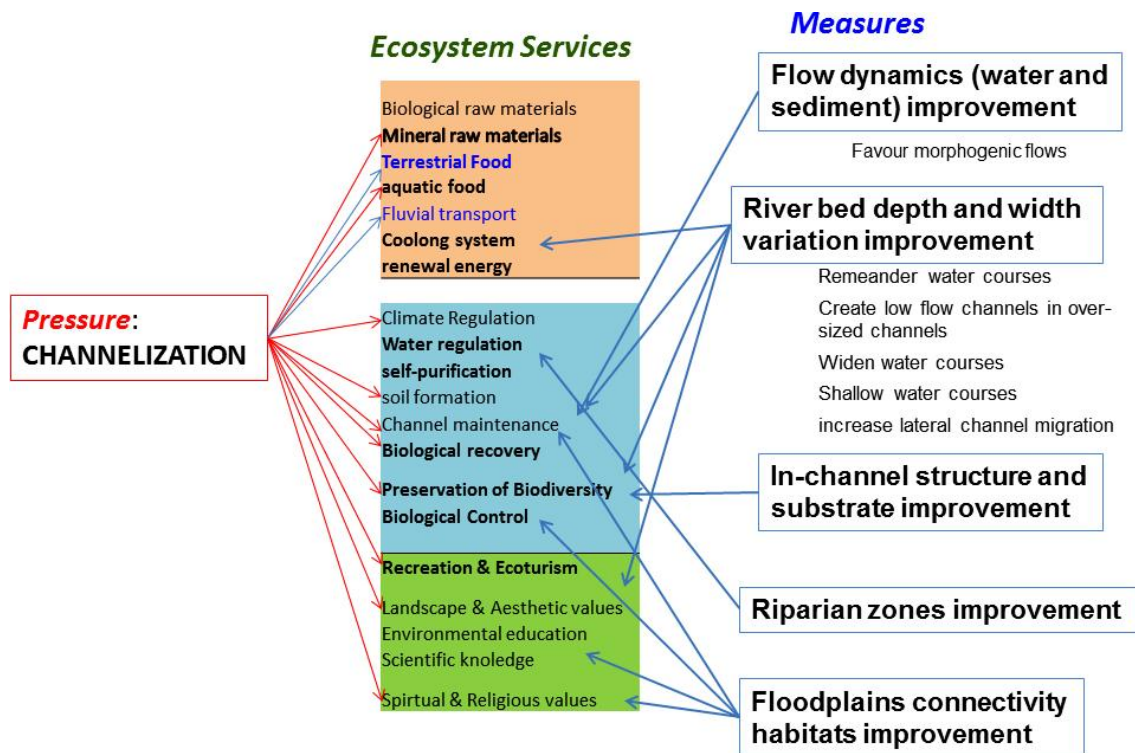 Ecosystem Services
Measures
Pressure:
CHANNELIZATION
Biological raw materials
Mineral raw materials
Terrestrial Food
aquatic food
Fluvial transport
Coolong system
renewal energy
Climate Regulation
Water regulation
self-purification
soil formation
Channel maintenance
Biological recovery
Preservation of Biodiversity
Biological Control
Recreation & Ecoturism
Landscape & Aesthetic values
Environmental education
Scientific knoledge
Spirtual & Religious values
Flow dynamics (water and
sediment) improvement
Favour morphogenic flows
River bed depth and width
variation improvement
Remeander water courses
Create low flow channels in over-
sized channels
Widen water courses
Shallow water courses
increase lateral channel migration
In-channel structure and
substrate improvement
Riparian zones improvement
Floodplains connectivity
habitats improvement